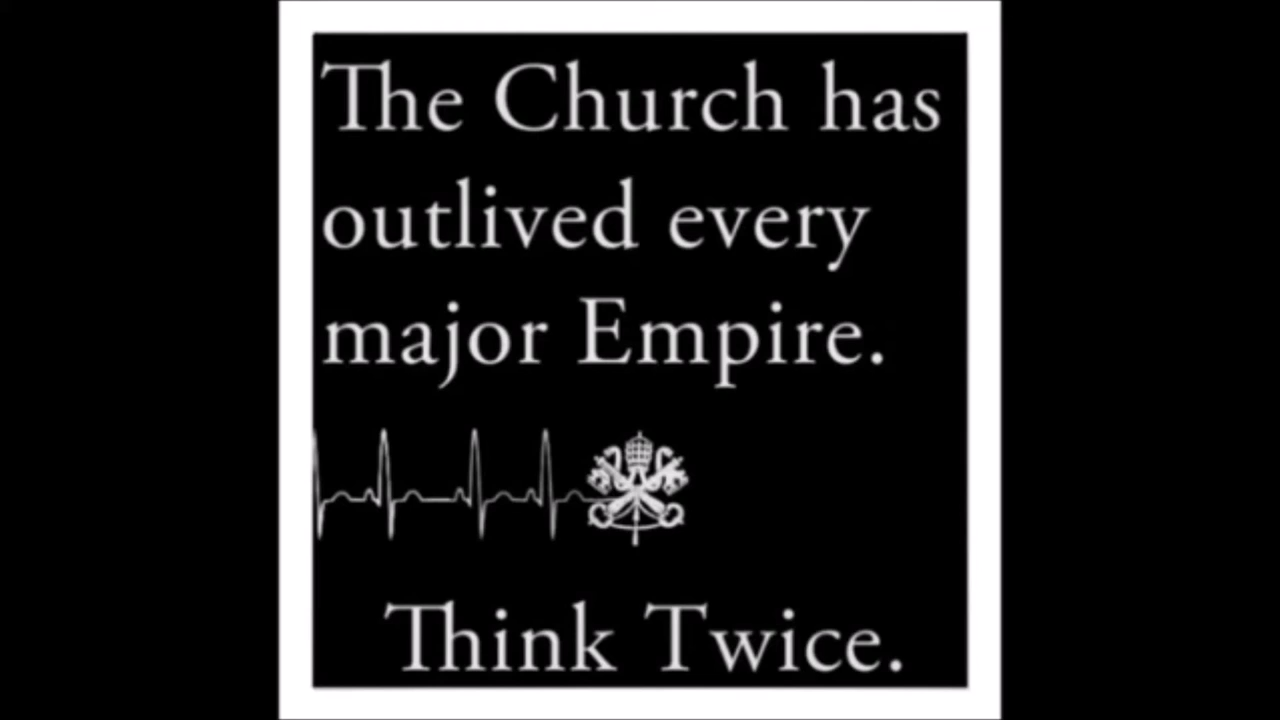 The Church has
outlived every
major Empire.
Think Twice.